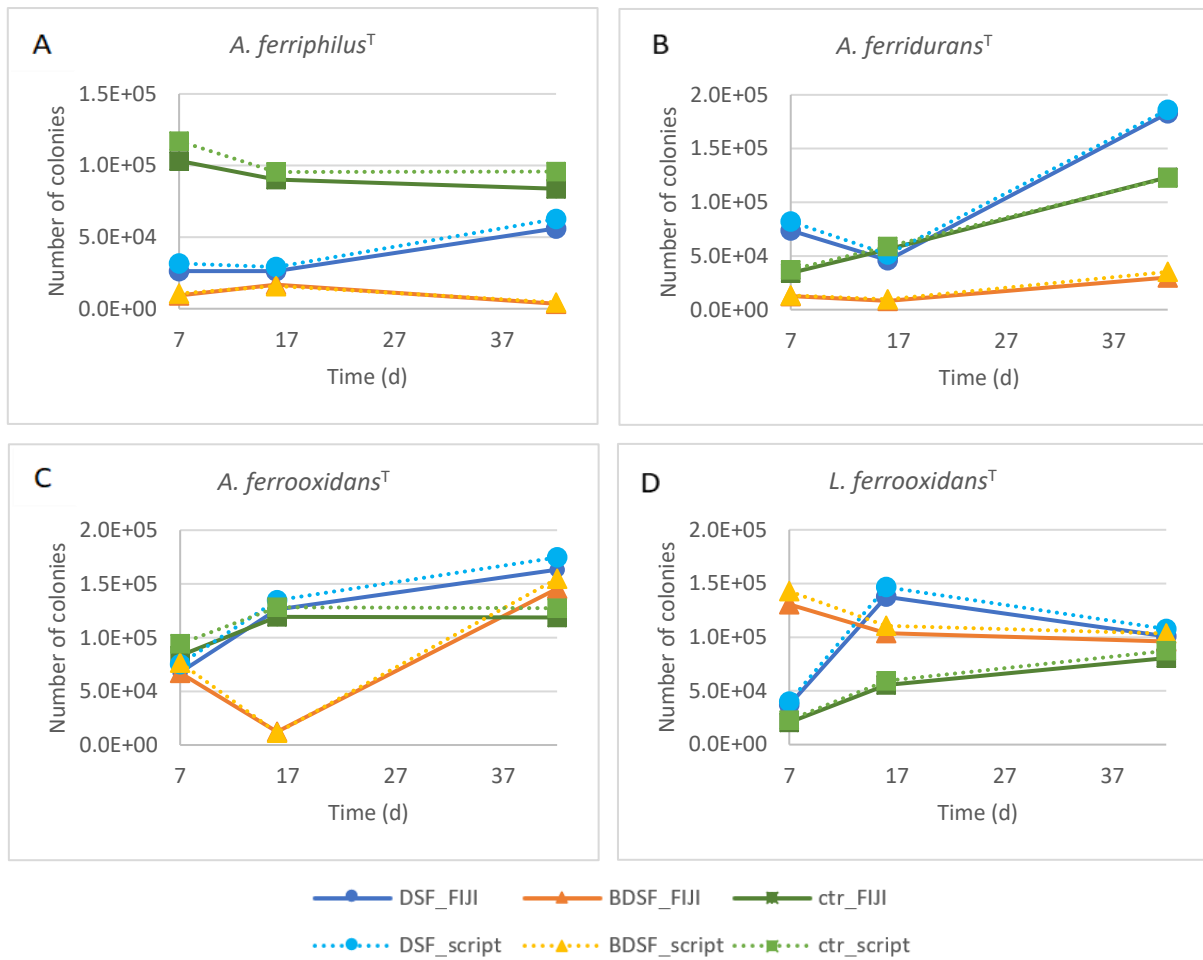 A
A. ferriphilusᵀ
Number of colonies
1.5E+05
1.0E+05
5.0E+04
0.0E+00
7 17 27 37
Time (d)
B
A. ferriduransᵀ
Number of colonies
2.0E+05
1.5E+05
1.0E+05
5.0E+04
0.0E+00
7 17 27 37
Time (d)
C
A. ferrooxidansᵀ
Number of colonies
2.0E+05
1.5E+05
1.0E+05
5.0E+04
0.0E+00
7 17 27 37
Time (d)
D
L. ferrooxidansᵀ
Number of colonies
2.0E+05
1.5E+05
1.0E+05
5.0E+04
0.0E+00
7 17 27 37
Time (d)
DSF_FIJI BDSF_FIJI ctr_FIJI
DSF_script BDSF_script ctr_script